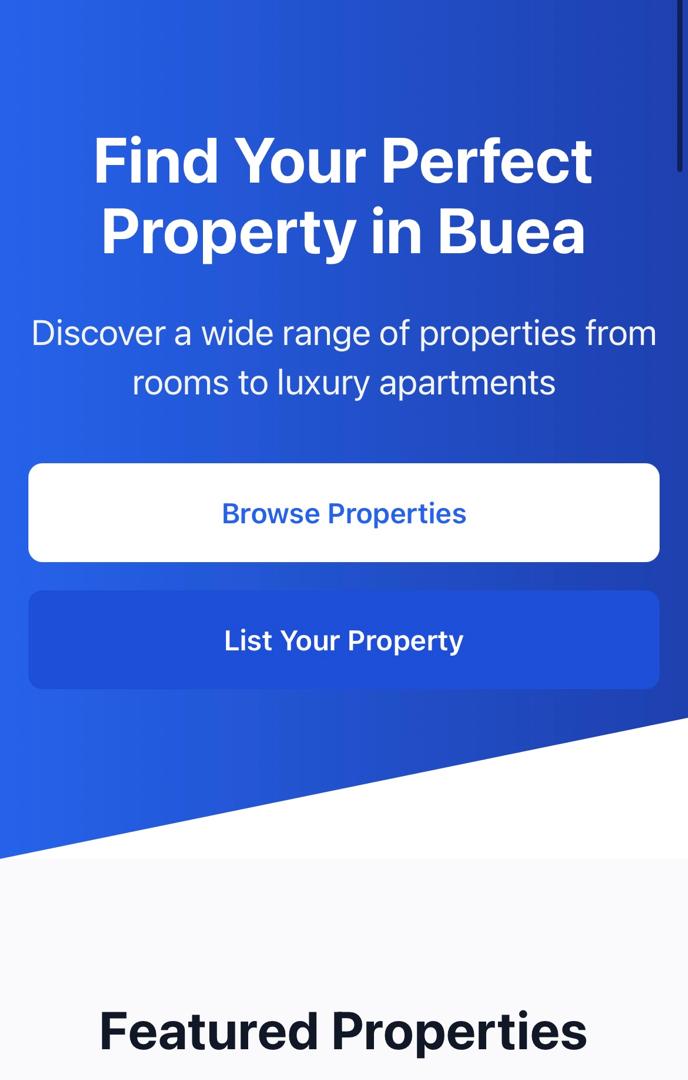 Find Your Perfect
Property in Buea
Discover a wide range of properties from
rooms to luxury apartments
Browse Properties
List Your Property
Featured Properties